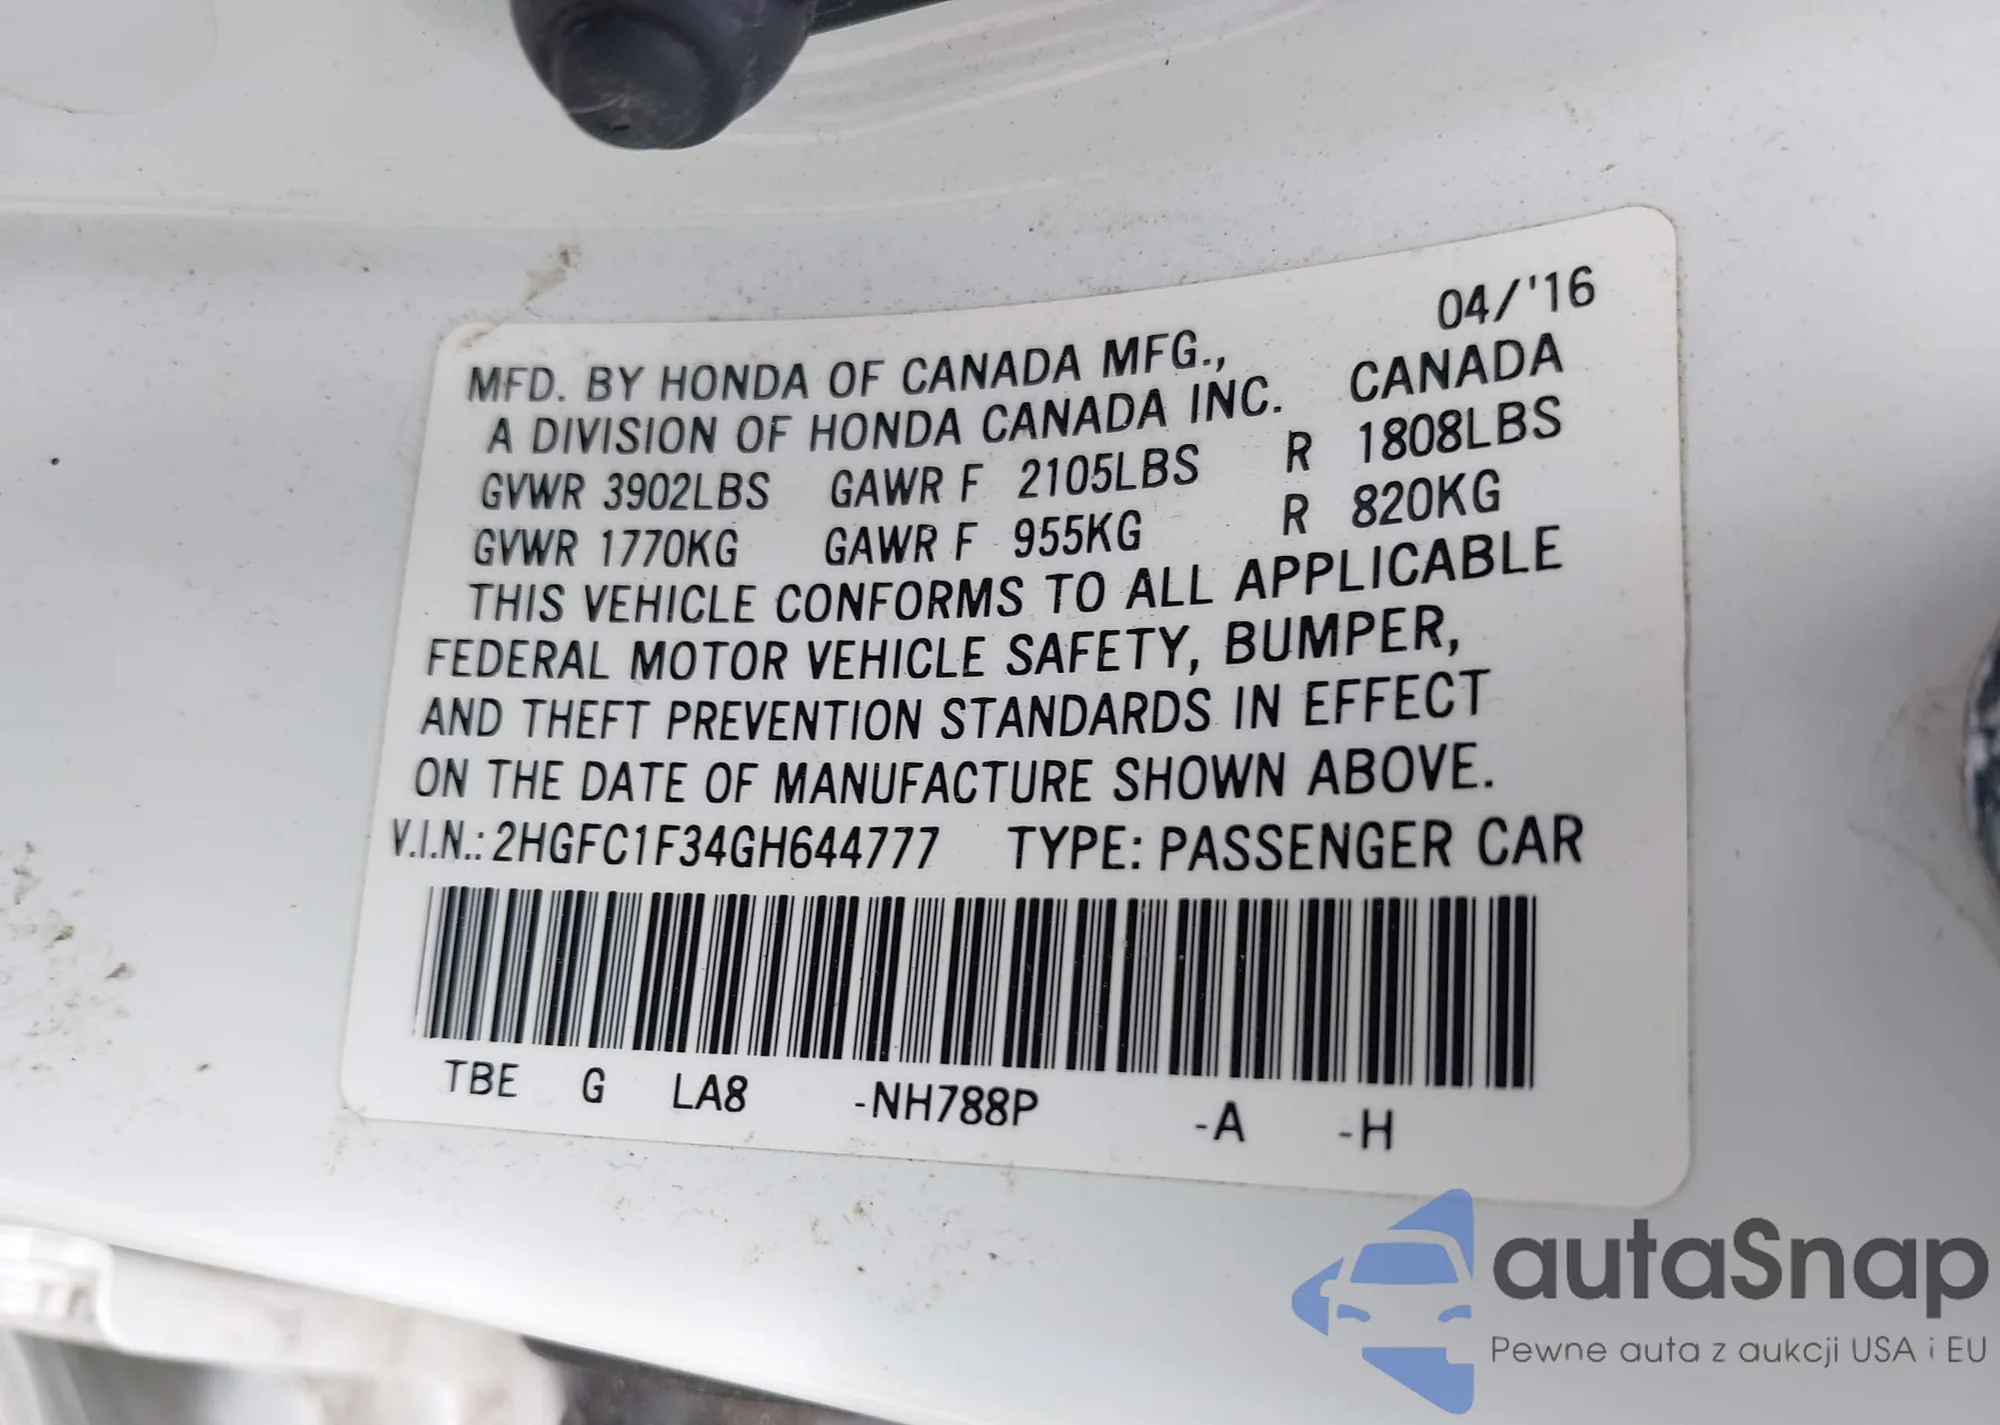 04/'16
MFD. BY HONDA OF CANADA MFG.,
A DIVISION OF HONDA CANADA INC. CANADA
GVWR 3902LBS GAWR F 2105LBS R 1808LBS
GVWR 1770KG GAWR F 955KG R 820KG
THIS VEHICLE CONFORMS TO ALL APPLICABLE
FEDERAL MOTOR VEHICLE SAFETY, BUMPER,
AND THEFT PREVENTION STANDARDS IN EFFECT
ON THE DATE OF MANUFACTURE SHOWN ABOVE.
V.I.N.: 2HGFC1F34GH644777 TYPE: PASSENGER CAR
TBE G LA8 -NH788P -A -H
autaSnap
Pewne auta z aukcji USA i EU